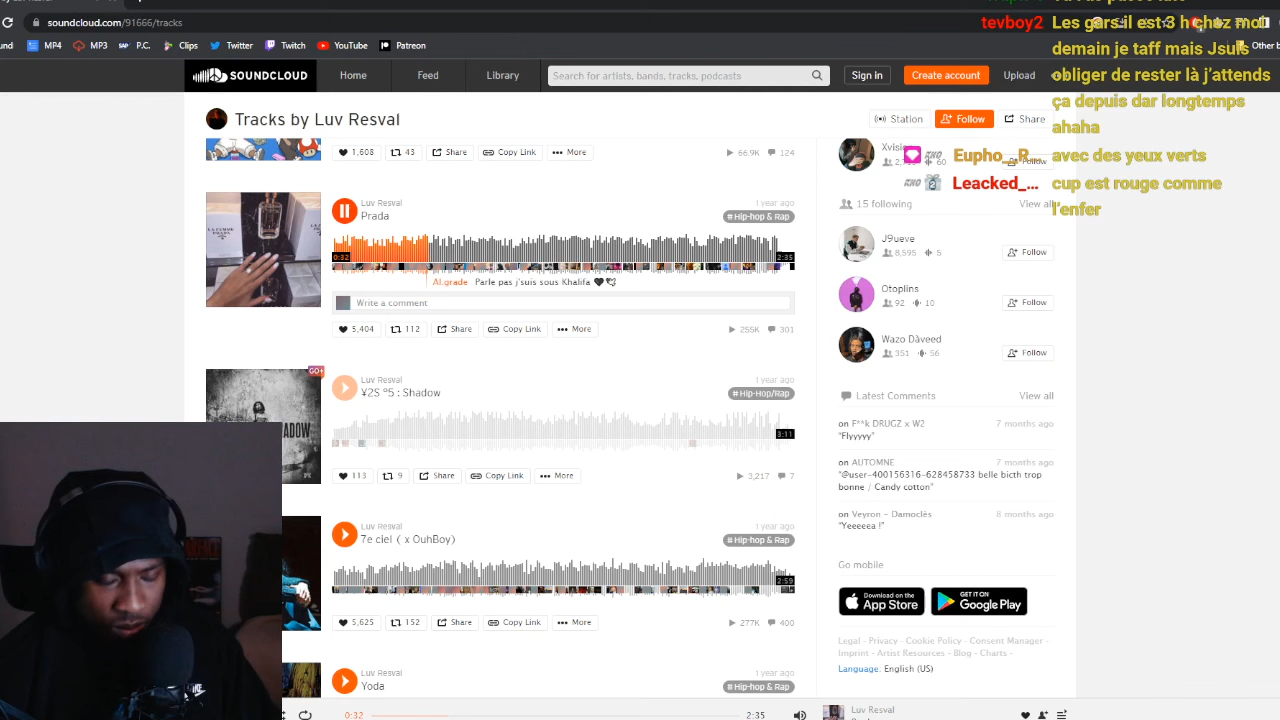 soundcloud.com/91666/tracks
MP4
MP3
P.C.
Clips
Twitter
Twitch
YouTube
Patreon
Other b
SOUNDCLOUD
Home
Feed
Library
Search for artists, bands, tracks, podcasts
Sign in
Create account
Upload
tevboy2
demain je taff mais Jsuis
obliger de rester là j'attends
ça depuis dar longtemps
ahaha
Eupho__R...
avec des yeux verts
Leacked_...
cup est rouge comme
l'enfer
Tracks by Luv Resval
Station
Follow
Share
1,608
43
Share
Copy Link
More
66.9K
124
Luv Resval
1 year ago
Prada
# Hip-hop & Rap
0:32
2:35
Al.grade Parle pas j'suis sous Khalifa
Write a comment
5,404
112
Share
Copy Link
More
255K
301
GO+
Luv Resval
1 year ago
¥2S º5 : Shadow
# Hip-Hop/Rap
3:11
113
9
Share
Copy Link
More
3,217
7
Luv Resval
1 year ago
7e ciel ( x OuhBoy)
# Hip-hop & Rap
2:59
5,625
152
Share
Copy Link
More
277K
400
Luv Resval
1 year ago
Yoda
# Hip-hop & Rap
60
Follow
15 following
View all
J9ueve
8,595
5
Follow
Otoplins
92
10
Follow
Wazo Dàveed
351
56
Follow
Latest Comments
View all
on F**k DRUGZ x W2
7 months ago
"Flyyyyy"
on AUTOMNE
7 months ago
"@user-400156316-628458733 belle bicth trop
bonne / Candy cotton"
on Veyron - Damoclès
8 months ago
"Yeeeeea !"
Go mobile
Download on the
App Store
GET IT ON
Google Play
Legal - Privacy - Cookie Policy - Consent Manager -
Imprint - Artist Resources - Blog - Charts -
Language: English (US)
0:32
2:35
Luv Resval